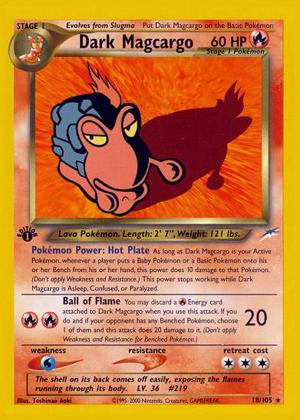 STAGE 1 Evolves from Slugma Put Dark Magcargo on the Basic Pokémon
Dark Magcargo 60 HP
Stage 1 Pokémon
Lava Pokémon. Length: 2' 7", Weight: 121 lbs.
EDITION
1
Pokémon Power: Hot Plate As long as Dark Magcargo is your Active
Pokémon, whenever a player puts a Baby Pokémon or a Basic Pokémon onto his
or her Bench from his or her hand, this power does 10 damage to that Pokémon.
(Don't apply Weakness and Resistance.) This power stops working while Dark
Magcargo is Asleep, Confused, or Paralyzed.
Ball of Flame You may discard a Energy card
attached to Dark Magcargo when you use this attack. If you
do and if your opponent has any Benched Pokémon, choose
1 of them and this attack does 20 damage to it. (Don't apply
Weakness and Resistance for Benched Pokémon.)
20
weakness resistance retreat cost
The shell on its back comes off easily, exposing the flames
running through its body. LV. 36 #219
Illus. Toshinao Aoki ©1995-2000 Nintendo, Creatures, GAMEFREAK. 18/105 ★